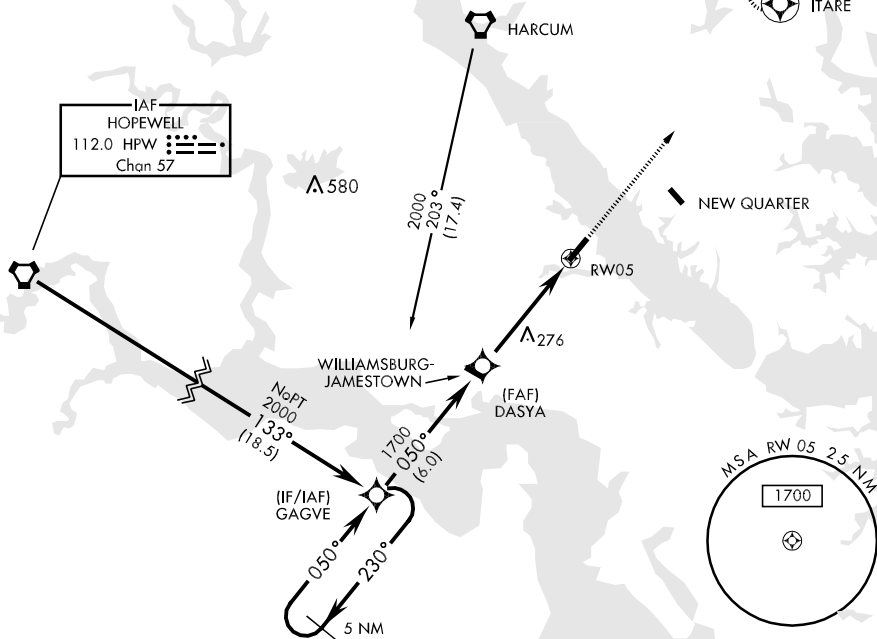 ITARE
HARCUM
IAF
HOPEWELL
112.0 HPW
Chan 57
580
2000
203°
(17.4)
NEW QUARTER
RW05
276
WILLIAMSBURG-
JAMESTOWN
(FAF)
DASYA
NoPT
2000
133°
(18.5)
1700
050°
(6.0)
(IF/IAF)
GAGVE
050°
230°
5 NM
MSA RW 05 25 NM
1700